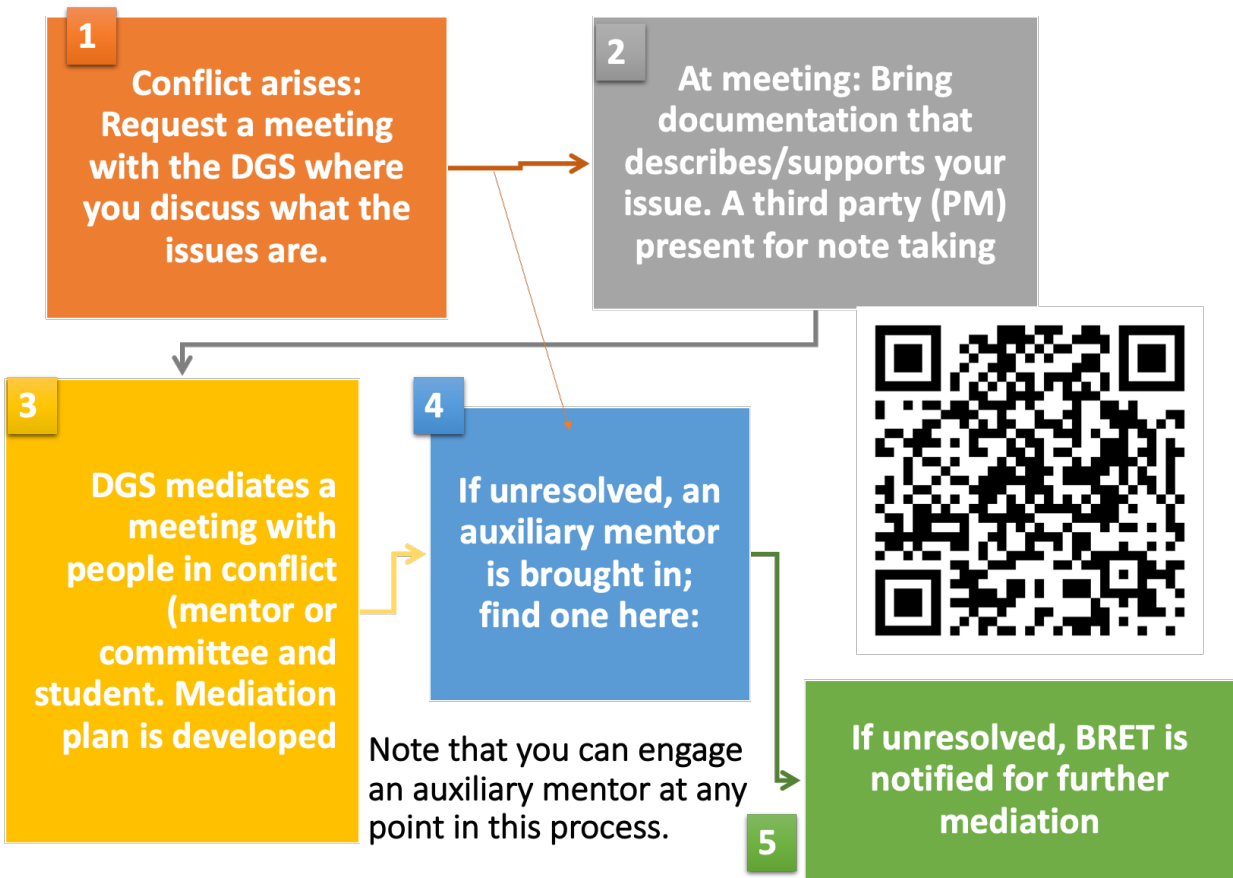 1
Conflict arises:
Request a meeting
with the DGS where
you discuss what the
issues are.
2
At meeting: Bring
documentation that
describes/supports your
issue. A third party (PM)
present for note taking
3
DGS mediates a
meeting with
people in conflict
(mentor or
committee and
student. Mediation
plan is developed
4
If unresolved, an
auxiliary mentor
is brought in;
find one here:
Note that you can engage
an auxiliary mentor at any
point in this process.
5
If unresolved, BRET is
notified for further
mediation